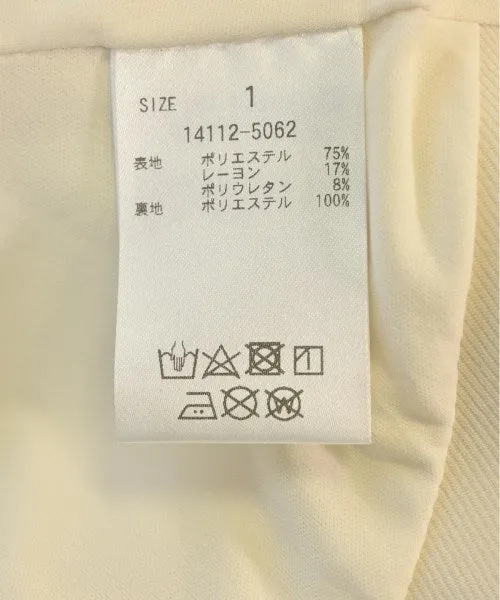 SIZE 1
14112-5062
表地 ポリエステル 75%
レーヨン 17%
ポリウレタン 8%
裏地 ポリエステル 100%
W